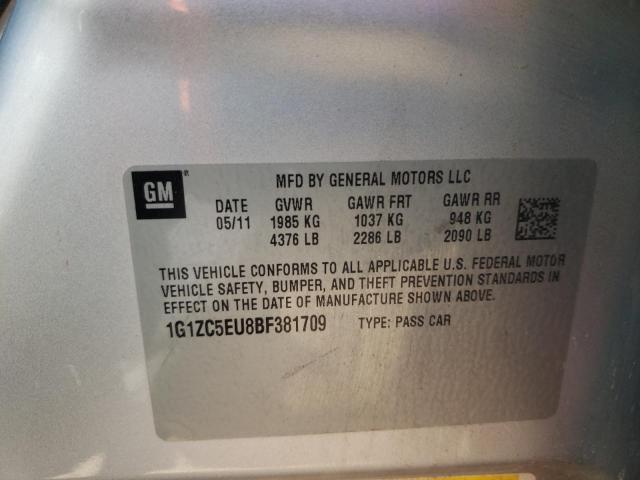 GM ®
MFD BY GENERAL MOTORS LLC
DATE GVWR GAWR FRT GAWR RR
05/11 1985 KG 1037 KG 948 KG
4376 LB 2286 LB 2090 LB
THIS VEHICLE CONFORMS TO ALL APPLICABLE U.S. FEDERAL MOTOR
VEHICLE SAFETY, BUMPER, AND THEFT PREVENTION STANDARDS IN
EFFECT ON THE DATE OF MANUFACTURE SHOWN ABOVE.
1G1ZC5EU8BF381709 TYPE: PASS CAR